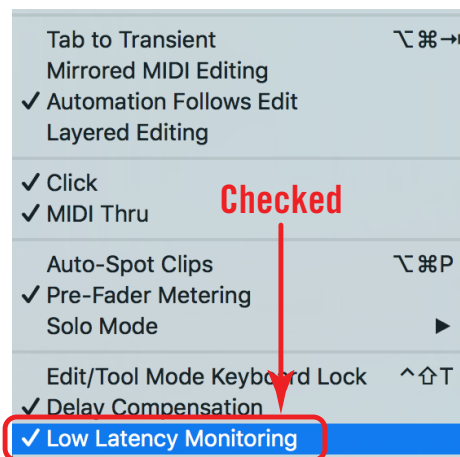 Tab to Transient ⌥⌘→
Mirrored MIDI Editing
✓ Automation Follows Edit
Layered Editing
✓ Click
✓ MIDI Thru
Checked
Auto-Spot Clips ⌥⌘P
✓ Pre-Fader Metering
Solo Mode ▶
Edit/Tool Mode Keyboard Lock ^⇧T
✓ Delay Compensation
✓ Low Latency Monitoring